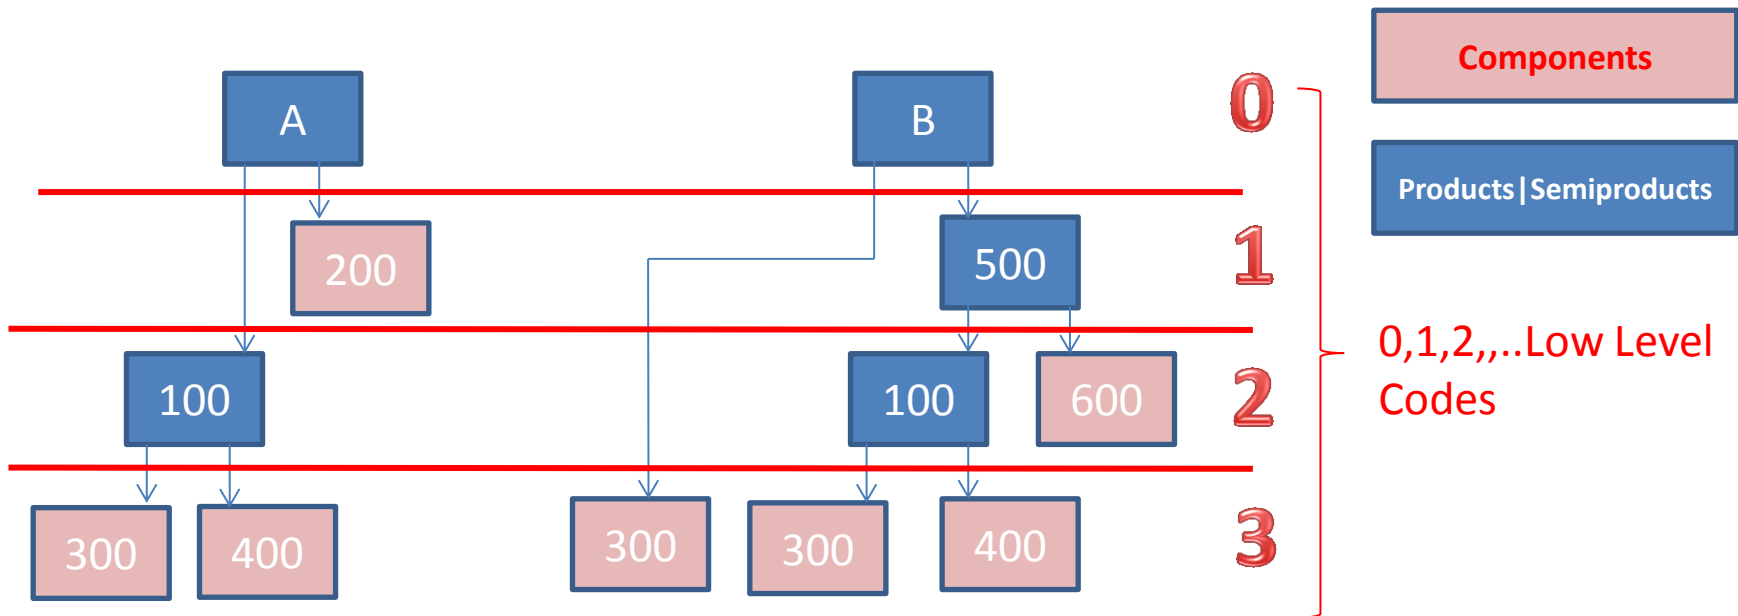 Components
A
B
0
Products|Semiproducts
200
500
1
0,1,2,,..Low Level
Codes
100
100
600
2
300
400
300
300
400
3